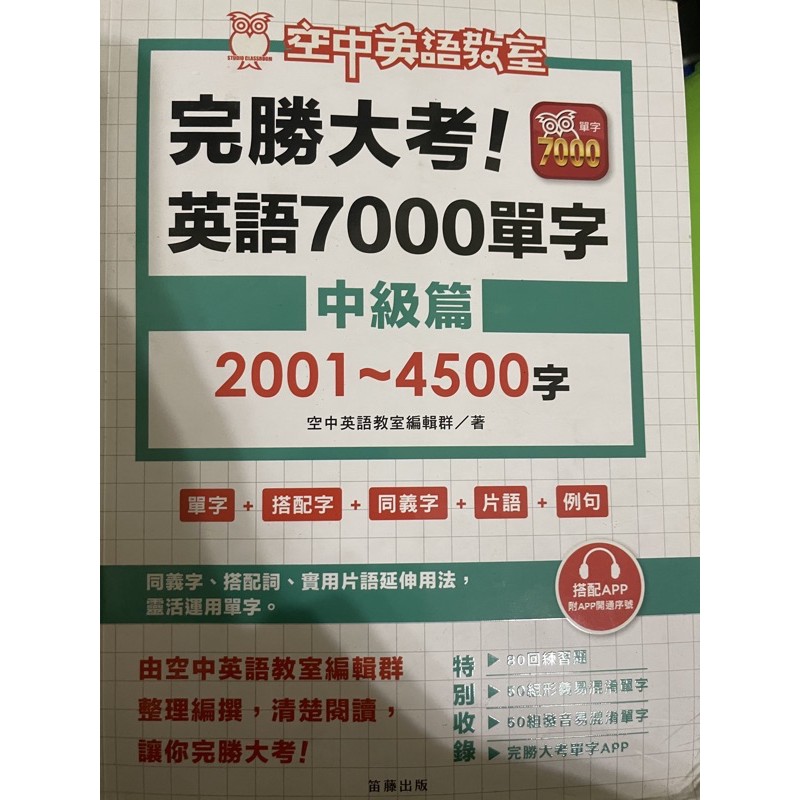 STUDIO CLASSROOM
空中英語教室
完勝大考！
單字
7000
英語7000單字
中級篇
2001~4500字
空中英語教室編輯群／著
單字 + 搭配字 + 同義字 + 片語 + 例句
同義字、搭配詞、實用片語延伸用法，
靈活運用單字。
搭配APP
附APP開通序號
由空中英語教室編輯群
整理編撰，清楚閱讀，
讓你完勝大考！
特別收錄
▶ 80回練習題
▶ 50組形義易混淆單字
▶ 50組發音易混淆單字
▶ 完勝大考單字APP
笛藤出版